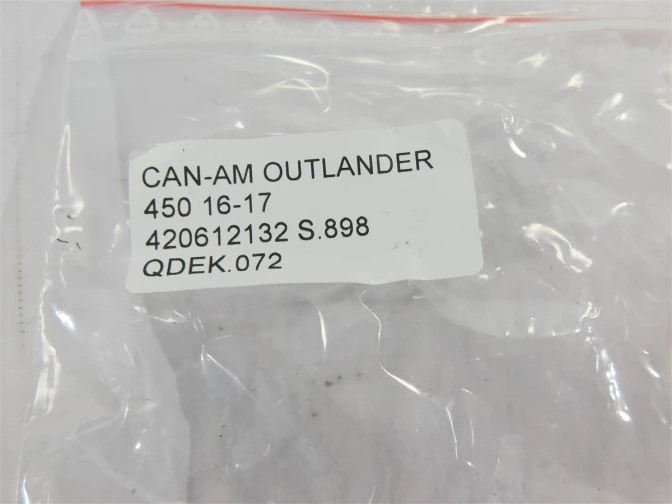 CAN-AM OUTLANDER
450 16-17
420612132 S.898
QDEK.072